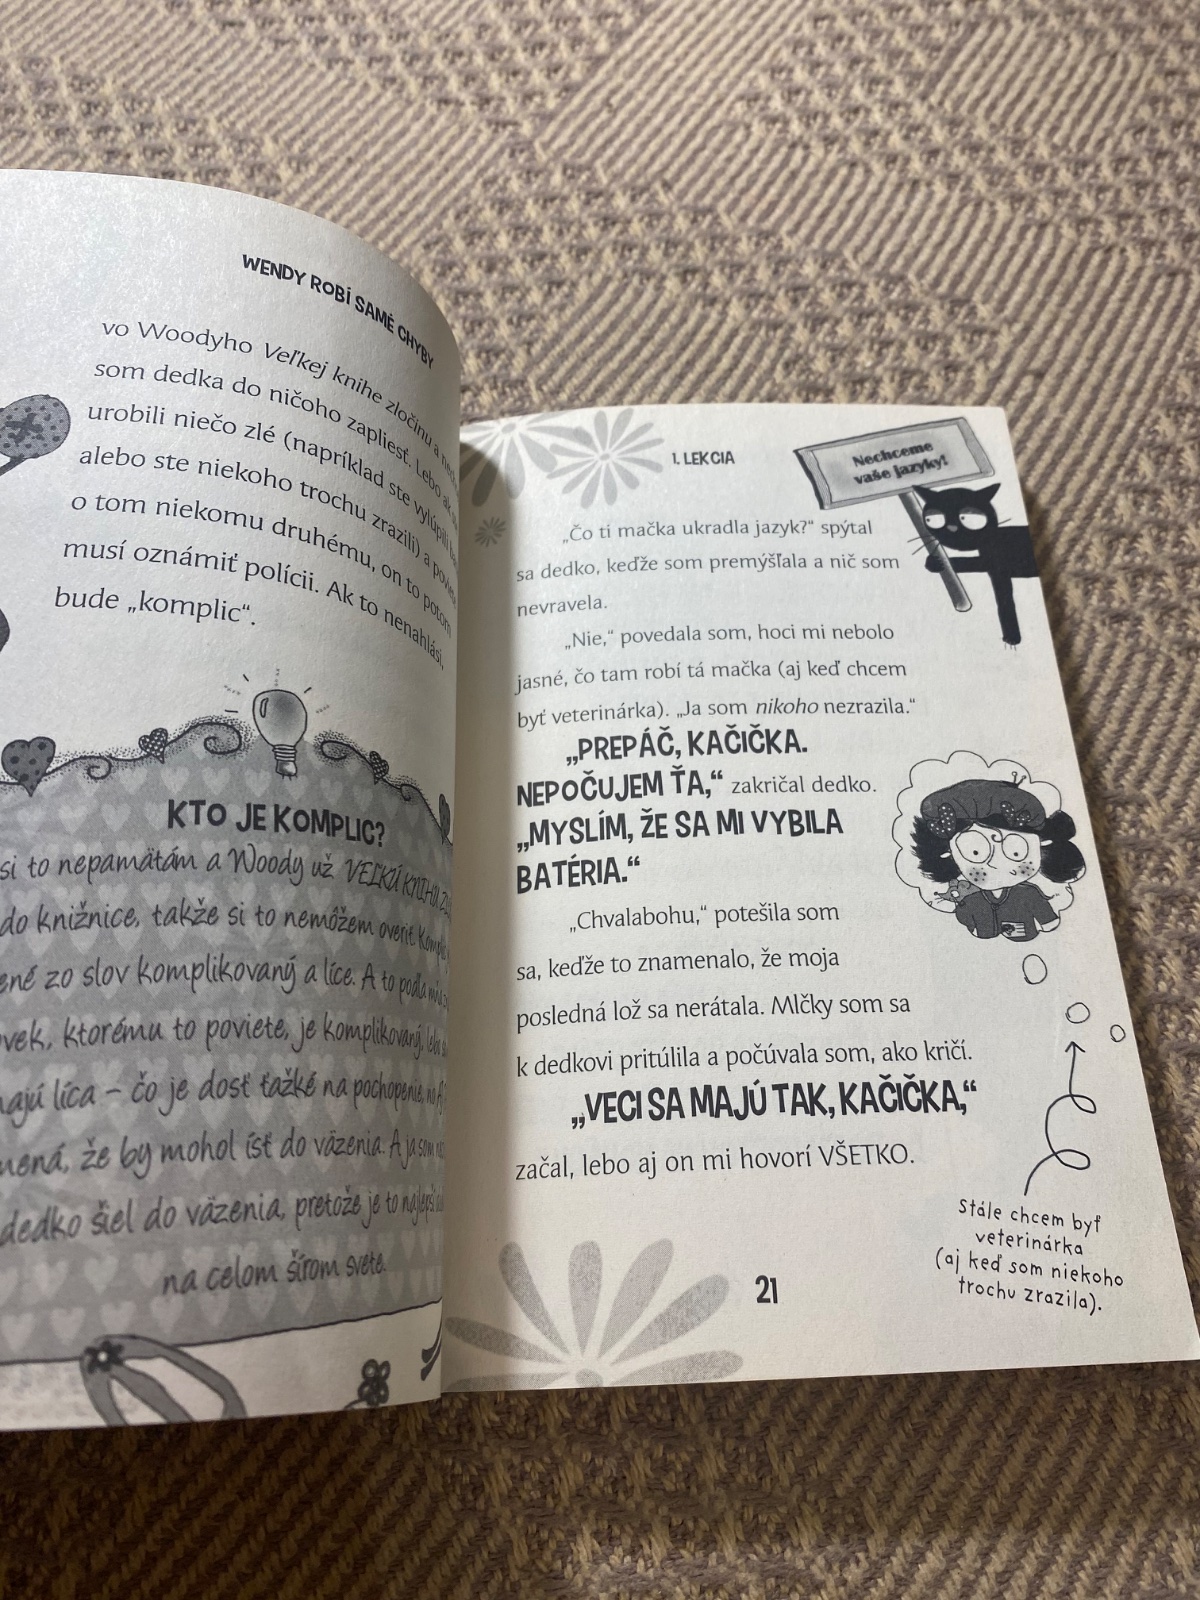 WENDY ROBÍ SAMÉ CHYBY
vo Woodyho Veľkej knihe zločinu a
som dedka do ničoho zapliesť. Lebo ak
urobili niečo zlé (napríklad ste vylúpili
alebo ste niekoho trochu zrazili) a
o tom niekomu druhému, on to potom
musí oznámiť polícii. Ak to nenahlási,
bude „komplic“.
KTO JE KOMPLIC?
si to nepamätám a Woody už VEĽKÚ KNIHU
do knižnice, takže si to nemôžem overiť.
zo slov komplikovaný a líce. A to podľa
ktorému to poviete, je komplikovaný,
líca – čo je dosť ťažké na pochopenie,
že by mohol ísť do väzenia. A ja som
dedko šiel do väzenia, pretože je to najlepší
na celom šírom svete.
1. LEKCIA
Nechceme
vaše jazyky!
„Čo ti mačka ukradla jazyk?“ spýtal
sa dedko, keďže som premýšľala a nič som
nevravela.
„Nie,“ povedala som, hoci mi nebolo
jasné, čo tam robí tá mačka (aj keď chcem
byť veterinárka). „Ja som nikoho nezrazila.“
„PREPÁČ, KAČIČKA.
NEPOČUJEM ŤA,“ zakričal dedko.
„MYSLÍM, ŽE SA MI VYBILA
BATÉRIA.“
„Chvalabohu,“ potešila som
sa, keďže to znamenalo, že moja
posledná lož sa nerátala. Mlčky som sa
k dedkovi pritúlila a počúvala som, ako kričí.
„VECI SA MAJÚ TAK, KAČIČKA,“
začal, lebo aj on mi hovorí VŠETKO.
Stále chcem byť
veterinárka
(aj keď som niekoho
trochu zrazila).
21